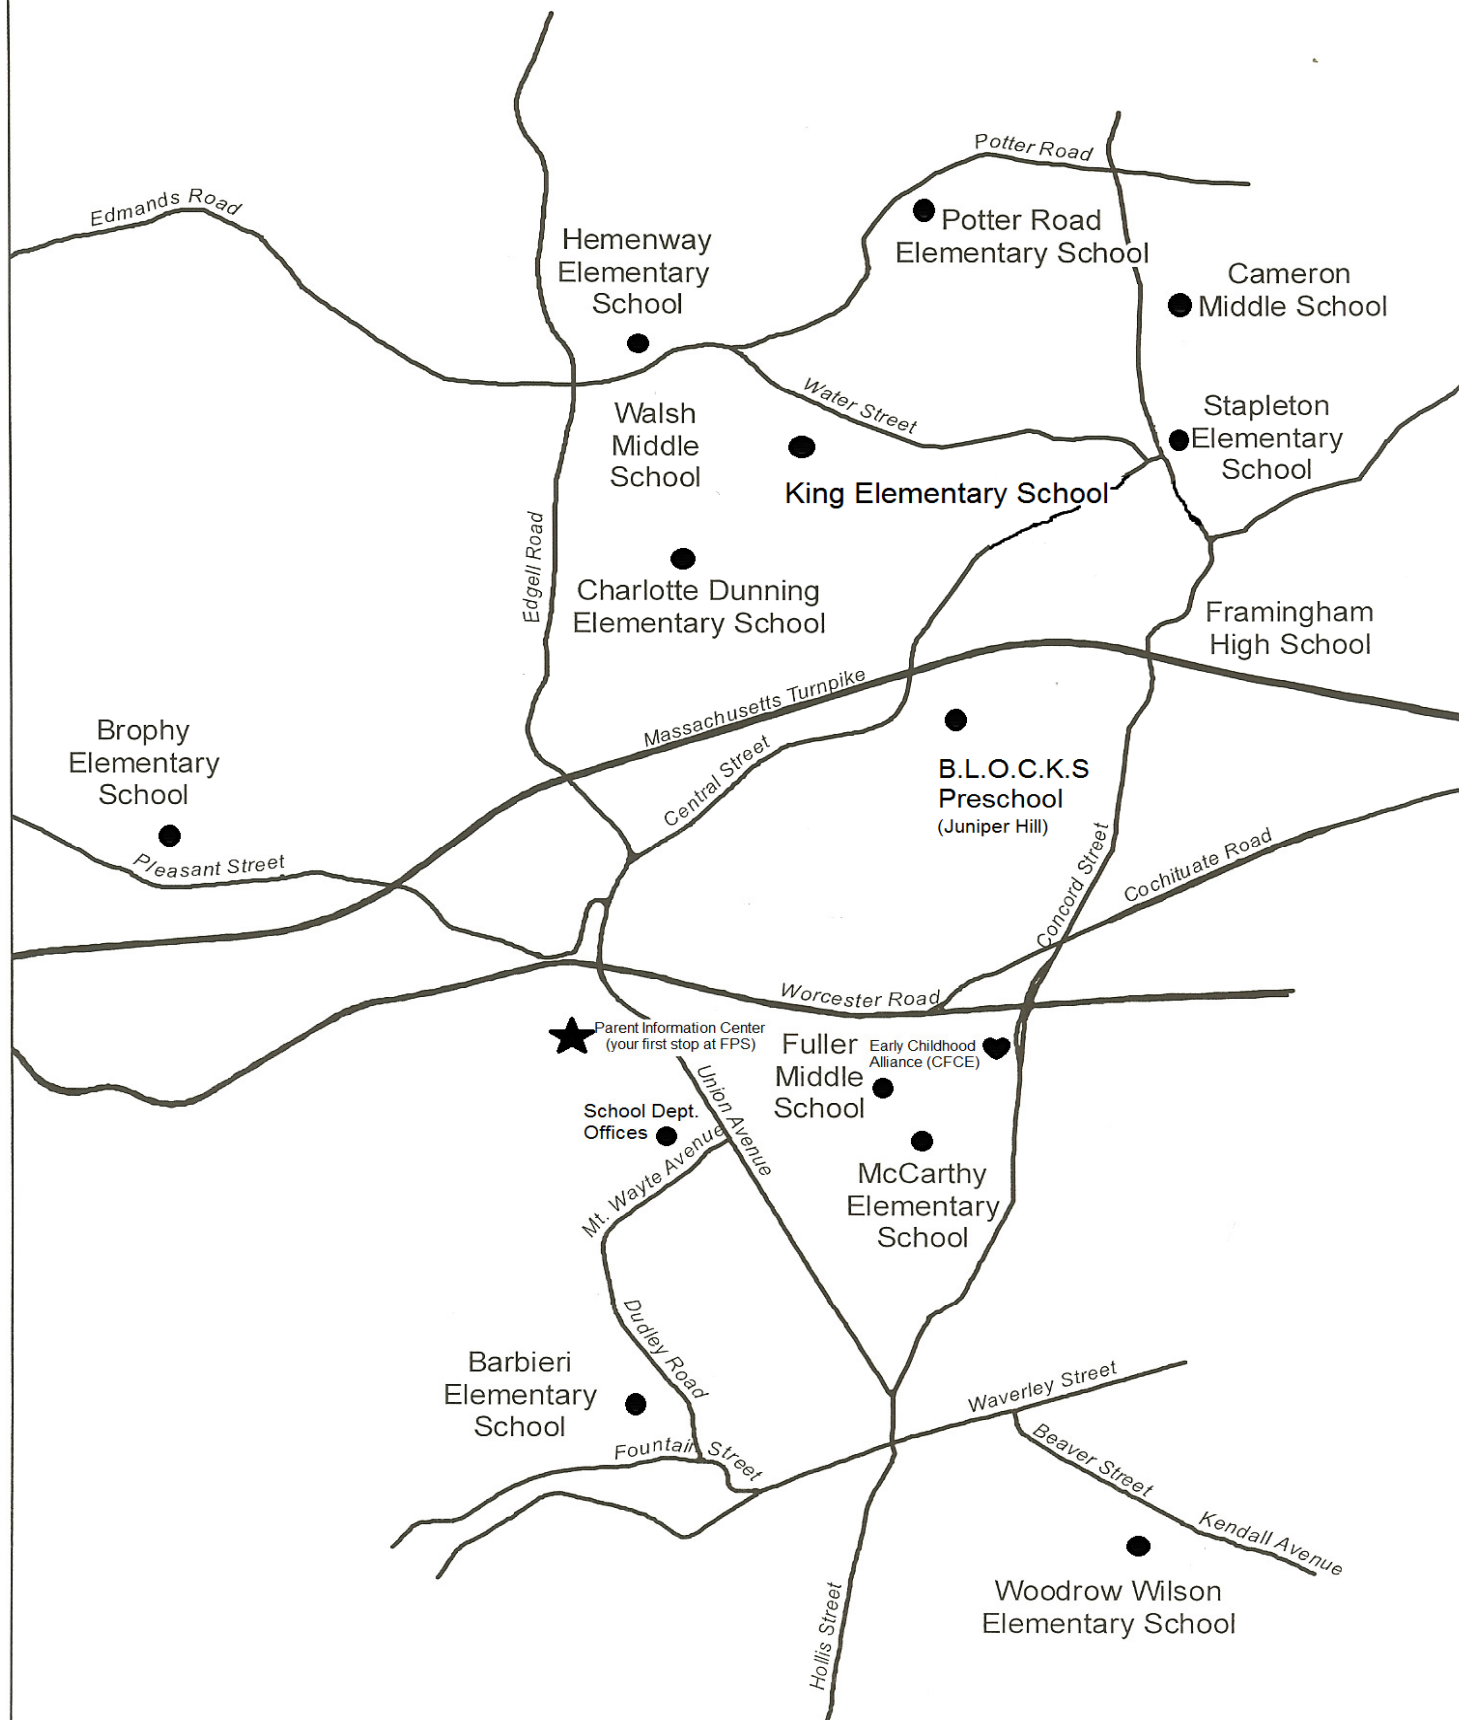 Potter Road
Edmands Road
Potter Road
Elementary School
Hemenway
Elementary
School
Cameron
Middle School
Water Street
Walsh
Middle
School
Stapleton
Elementary
School
King Elementary School
Edgell Road
Charlotte Dunning
Elementary School
Framingham
High School
Massachusetts Turnpike
Brophy
Elementary
School
Central Street
B.L.O.C.K.S
Preschool
(Juniper Hill)
Pleasant Street
Concord Street
Cochituate Road
Worcester Road
Parent Information Center
(your first stop at FPS)
Fuller
Middle
School
Early Childhood
Alliance (CFCE)
Union Avenue
School Dept.
Offices
Mt. Wayte Avenue
McCarthy
Elementary
School
Dudley Road
Barbieri
Elementary
School
Waverley Street
Fountain Street
Beaver Street
Kendall Avenue
Woodrow Wilson
Elementary School
Hollis Street